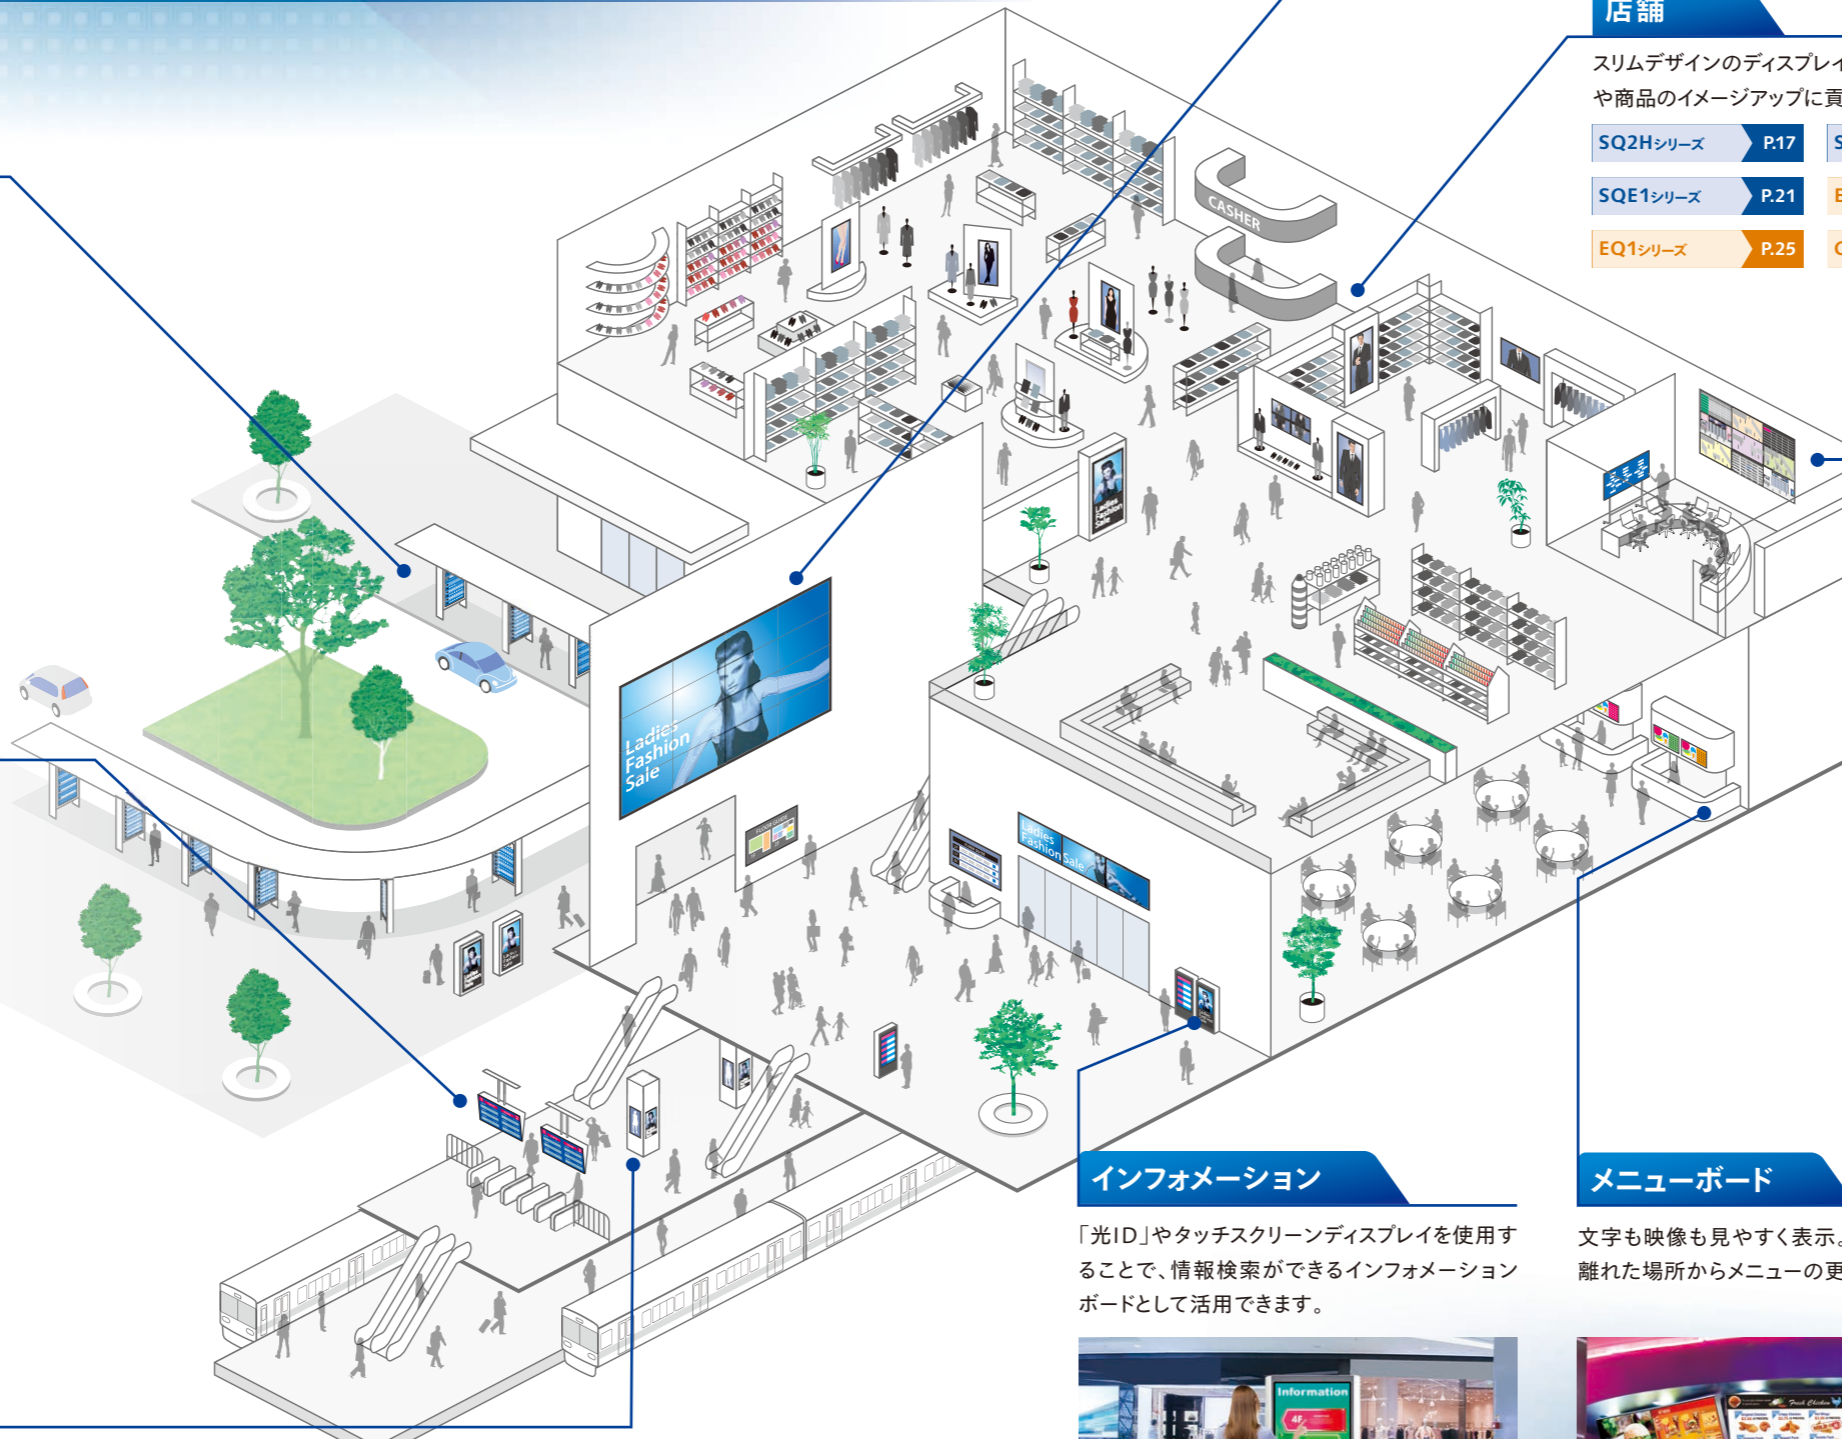 店舗
スリムデザインのディスプレイ
や商品のイメージアップに貢
SQ2Hシリーズ P.17
SQE1シリーズ P.21
EQ1シリーズ P.25
CASHER
Ladies
Fashion
Sale
Ladies
Fashion
Sale
FLOOR GUIDE
Ladies
Fashion Sale
インフォメーション
「光ID」やタッチスクリーンディスプレイを使用す
ることで、情報検索ができるインフォメーション
ボードとして活用できます。
Information
4F
メニューボード
文字も映像も見やすく表示。
離れた場所からメニューの更
Fresh Chicken